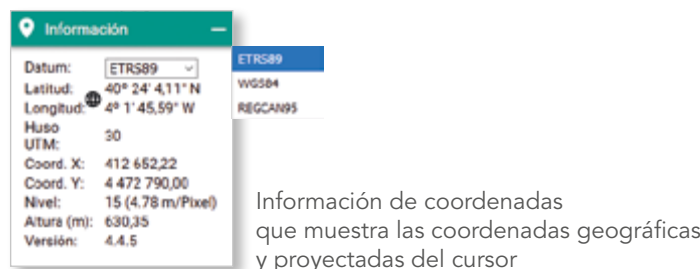 Información
Datum: ETRS89
Latitud: 40° 24' 4,11" N
Longitud: 4° 1' 45,59" W
Huso
UTM: 30
Coord. X: 412 652,22
Coord. Y: 4 472 790,00
Nivel: 15 (4.78 m/Pixel)
Altura (m): 630,35
Versión: 4.4.5
ETRS89
WGS84
REGCAN95
Información de coordenadas
que muestra las coordenadas geográficas
y proyectadas del cursor